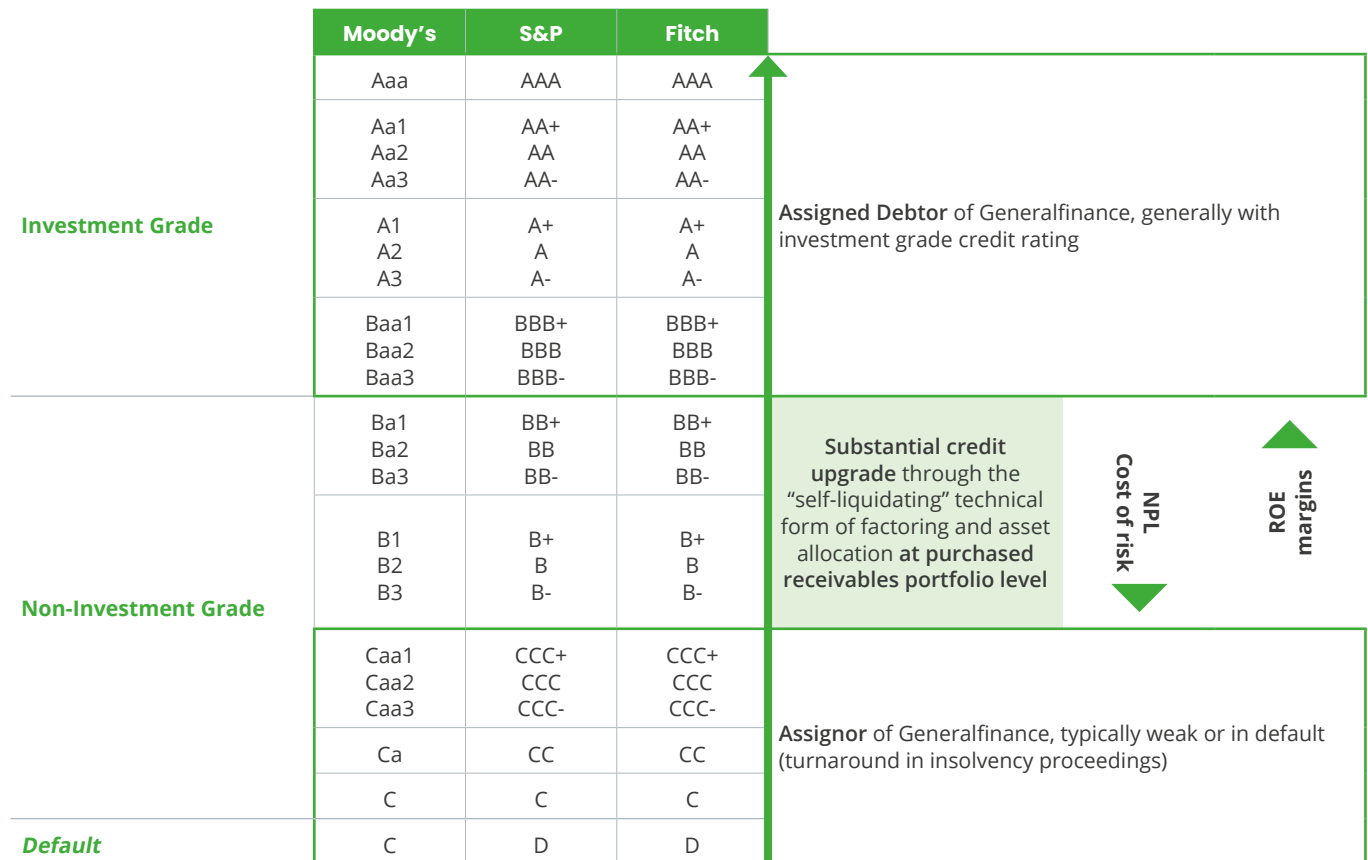 Moody's S&P Fitch
Aaa AAA AAA
Aa1 AA+ AA+
Aa2 AA AA
Aa3 AA- AA-
Investment Grade
A1 A+ A+
A2 A A
A3 A- A-
Assigned Debtor of Generalfinance, generally with
investment grade credit rating
Baa1 BBB+ BBB+
Baa2 BBB BBB
Baa3 BBB- BBB-
Ba1 BB+ BB+
Ba2 BB BB
Ba3 BB- BB-
Substantial credit
upgrade through the
“self-liquidating” technical
form of factoring and asset
allocation at purchased
receivables portfolio level
NPL
Cost of risk
ROE
margins
B1 B+ B+
B2 B B
B3 B- B-
Non-Investment Grade
Caa1 CCC+ CCC+
Caa2 CCC CCC
Caa3 CCC- CCC-
Assignor of Generalfinance, typically weak or in default
(turnaround in insolvency proceedings)
Ca CC CC
C C C
Default C D D